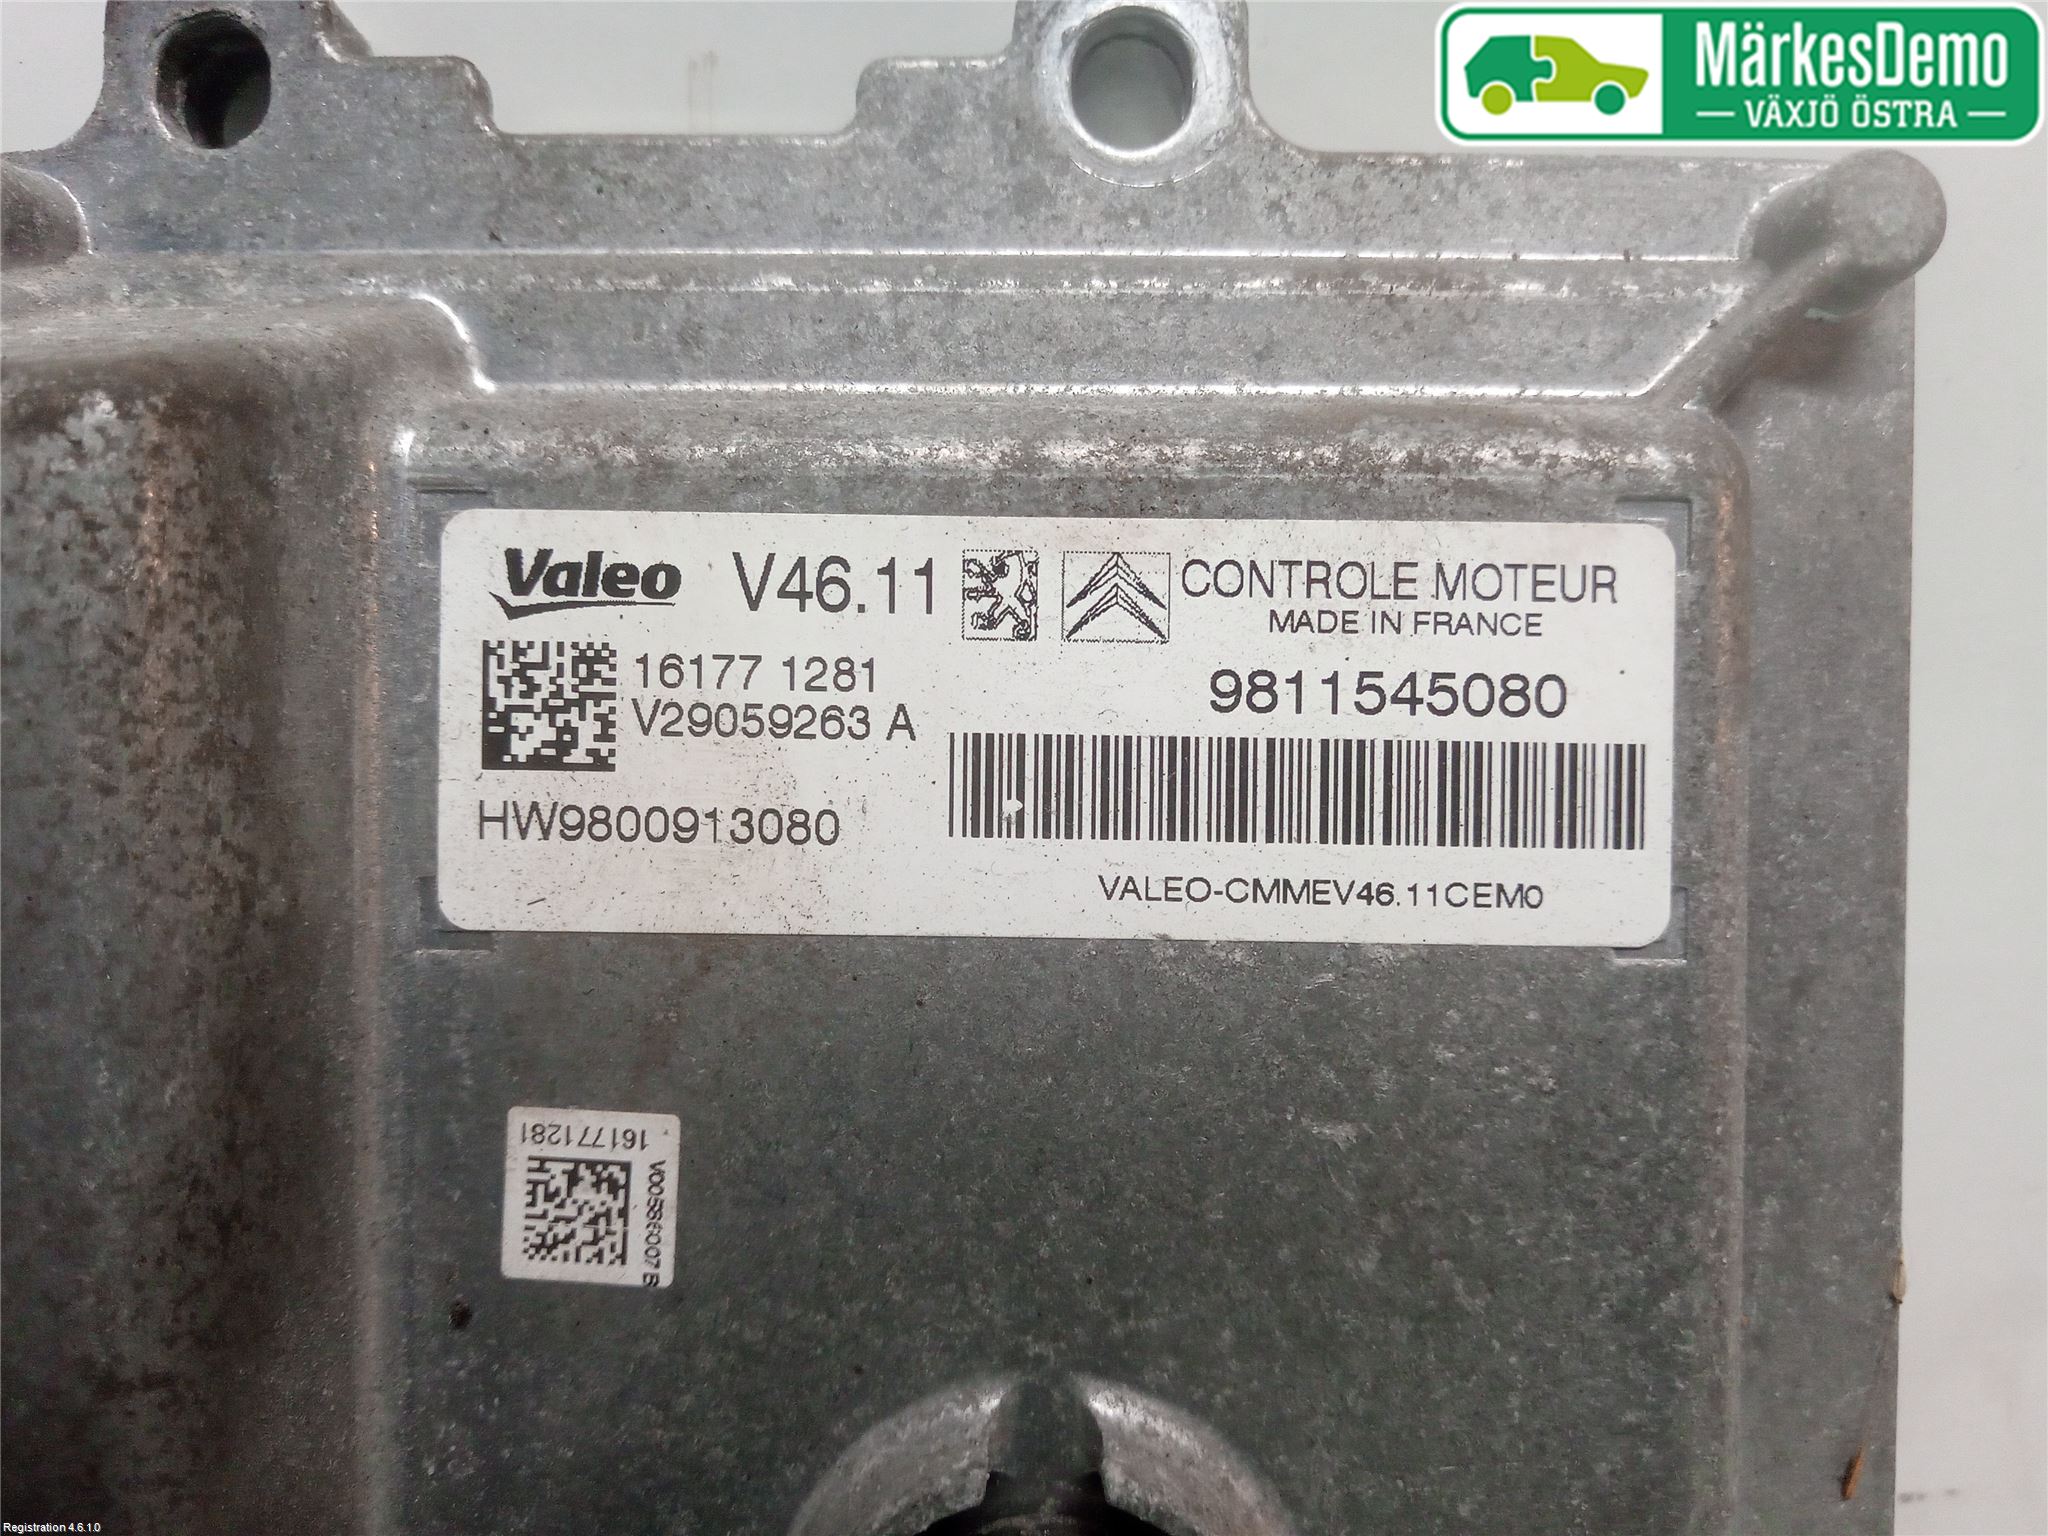 MärkesDemo
VÄXJÖ ÖSTRA
Valeo V46.11 CONTROLE MOTEUR
MADE IN FRANCE
16177 1281
V29059263 A
9811545080
HW9800913080
VALEO-CMMEV46.11CEM0
161771281
Registration 4.6.1.0